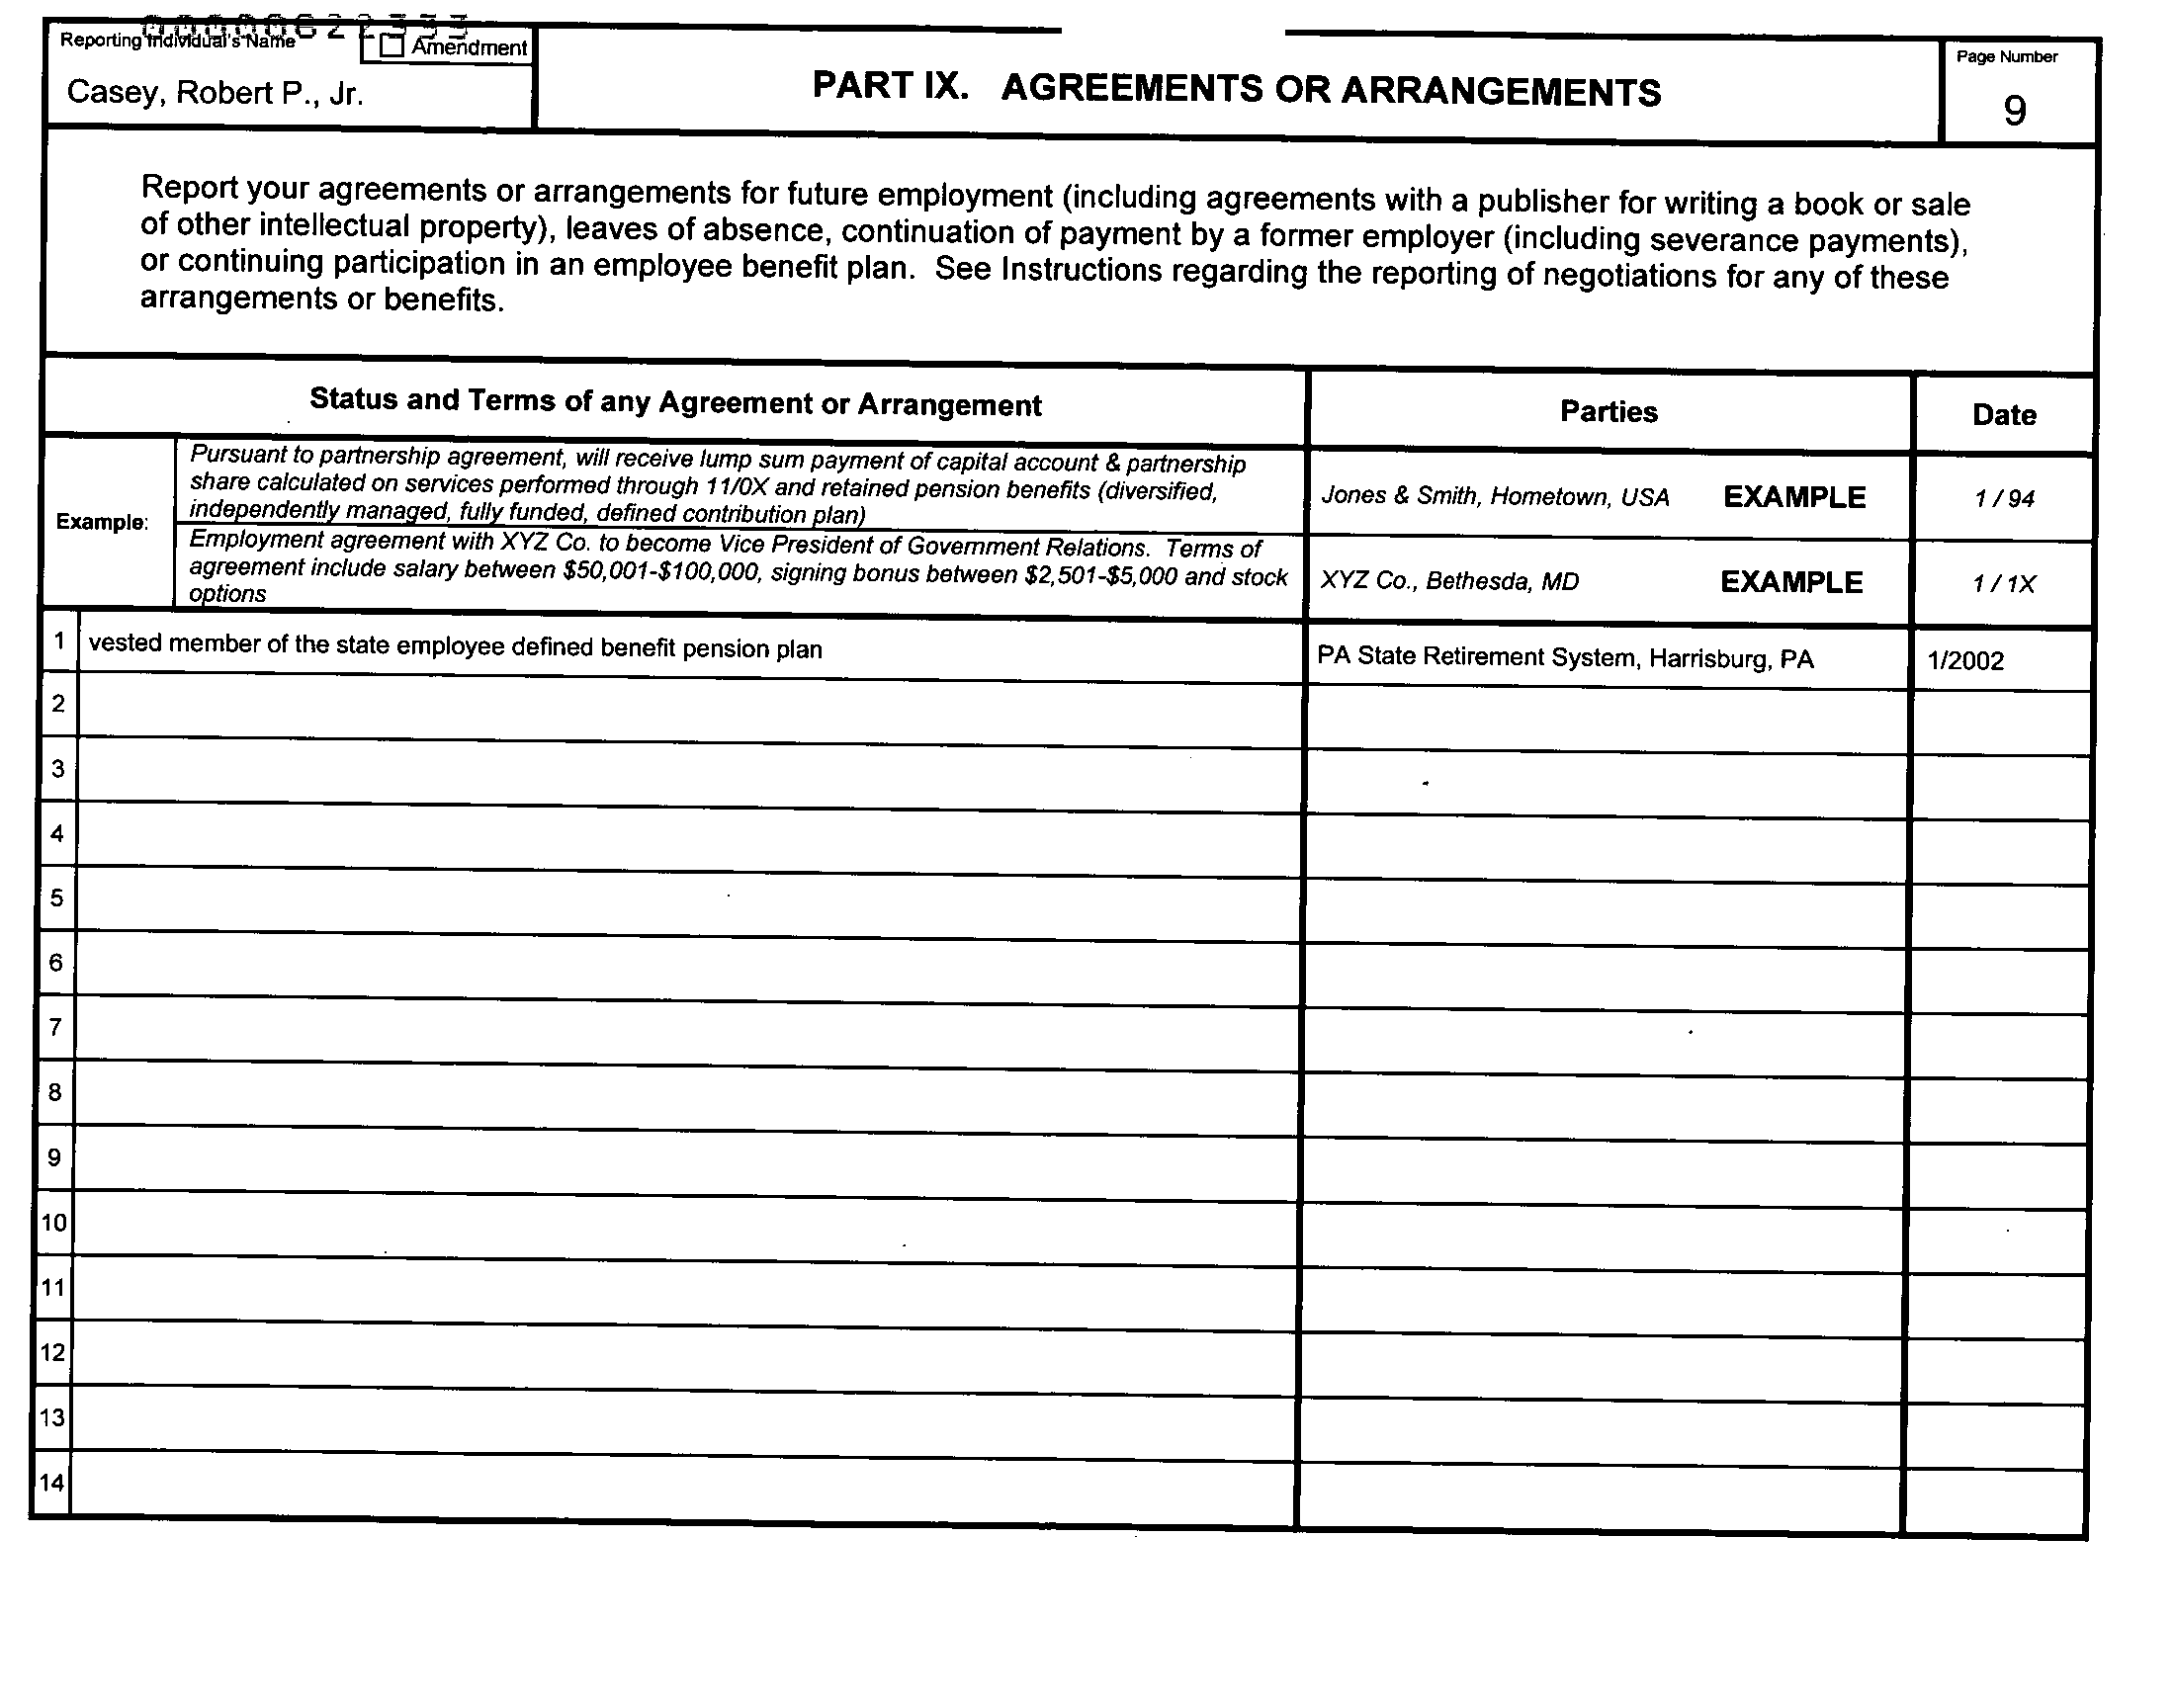 Reporting Individual's Name
Amendment
Casey, Robert P., Jr.
PART IX. AGREEMENTS OR ARRANGEMENTS
Page Number
9
Report your agreements or arrangements for future employment (including agreements with a publisher for writing a book or sale
of other intellectual property), leaves of absence, continuation of payment by a former employer (including severance payments),
or continuing participation in an employee benefit plan. See Instructions regarding the reporting of negotiations for any of these
arrangements or benefits.
Status and Terms of any Agreement or Arrangement
Parties
Date
Example:
Pursuant to partnership agreement, will receive lump sum payment of capital account & partnership
share calculated on services performed through 11/0X and retained pension benefits (diversified,
independently managed, fully funded, defined contribution plan)
Jones & Smith, Hometown, USA EXAMPLE
1 / 94
Employment agreement with XYZ Co. to become Vice President of Government Relations. Terms of
agreement include salary between $50,001-$100,000, signing bonus between $2,501-$5,000 and stock
options
XYZ Co., Bethesda, MD EXAMPLE
1 / 1X
1 vested member of the state employee defined benefit pension plan
PA State Retirement System, Harrisburg, PA
1/2002
2
3
4
5
6
7
8
9
10
11
12
13
14